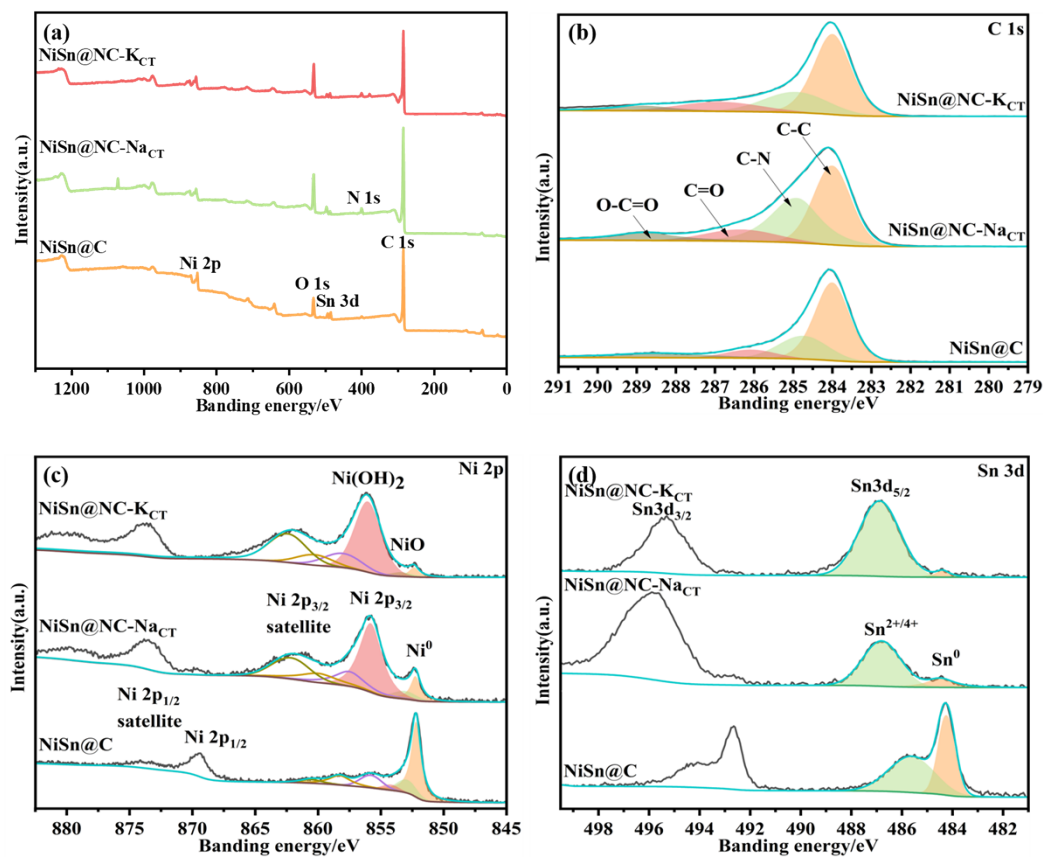 (a)
NiSn@NC-K_CT
NiSn@NC-Na_CT
N 1s
NiSn@C
C 1s
Ni 2p
O 1s
Sn 3d
Intensity(a.u.)
1200 1000 800 600 400 200 0
Banding energy/eV
(b)
C 1s
NiSn@NC-K_CT
C-C
C-N
C=O
O-C=O
NiSn@NC-Na_CT
NiSn@C
Intensity(a.u.)
291 290 289 288 287 286 285 284 283 282 281 280 279
Banding energy/eV
(c)
Ni 2p
Ni(OH)2
NiSn@NC-K_CT
NiO
Ni 2p3/2
satellite
Ni 2p3/2
NiSn@NC-Na_CT
Ni0
Ni 2p1/2
satellite
Ni 2p1/2
NiSn@C
Intensity(a.u.)
880 875 870 865 860 855 850 845
Banding energy/eV
(d)
Sn 3d
NiSn@NC-K_CT
Sn3d5/2
Sn3d3/2
NiSn@NC-Na_CT
Sn2+/4+
Sn0
NiSn@C
Intensity(a.u.)
498 496 494 492 490 488 486 484 482
Banding energy/eV